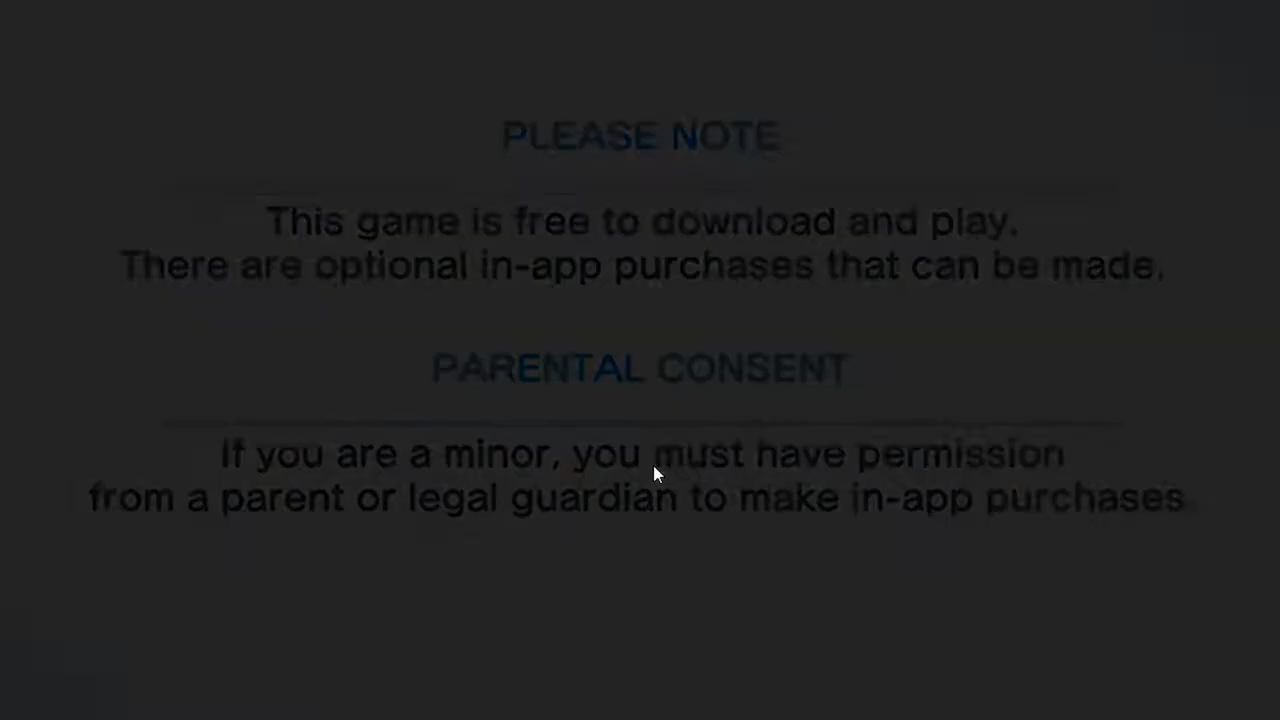 PLEASE NOTE
This game is free to download and play.
There are optional in-app purchases that can be made.
PARENTAL CONSENT
If you are a minor, you must have permission
from a parent or legal guardian to make in-app purchases.